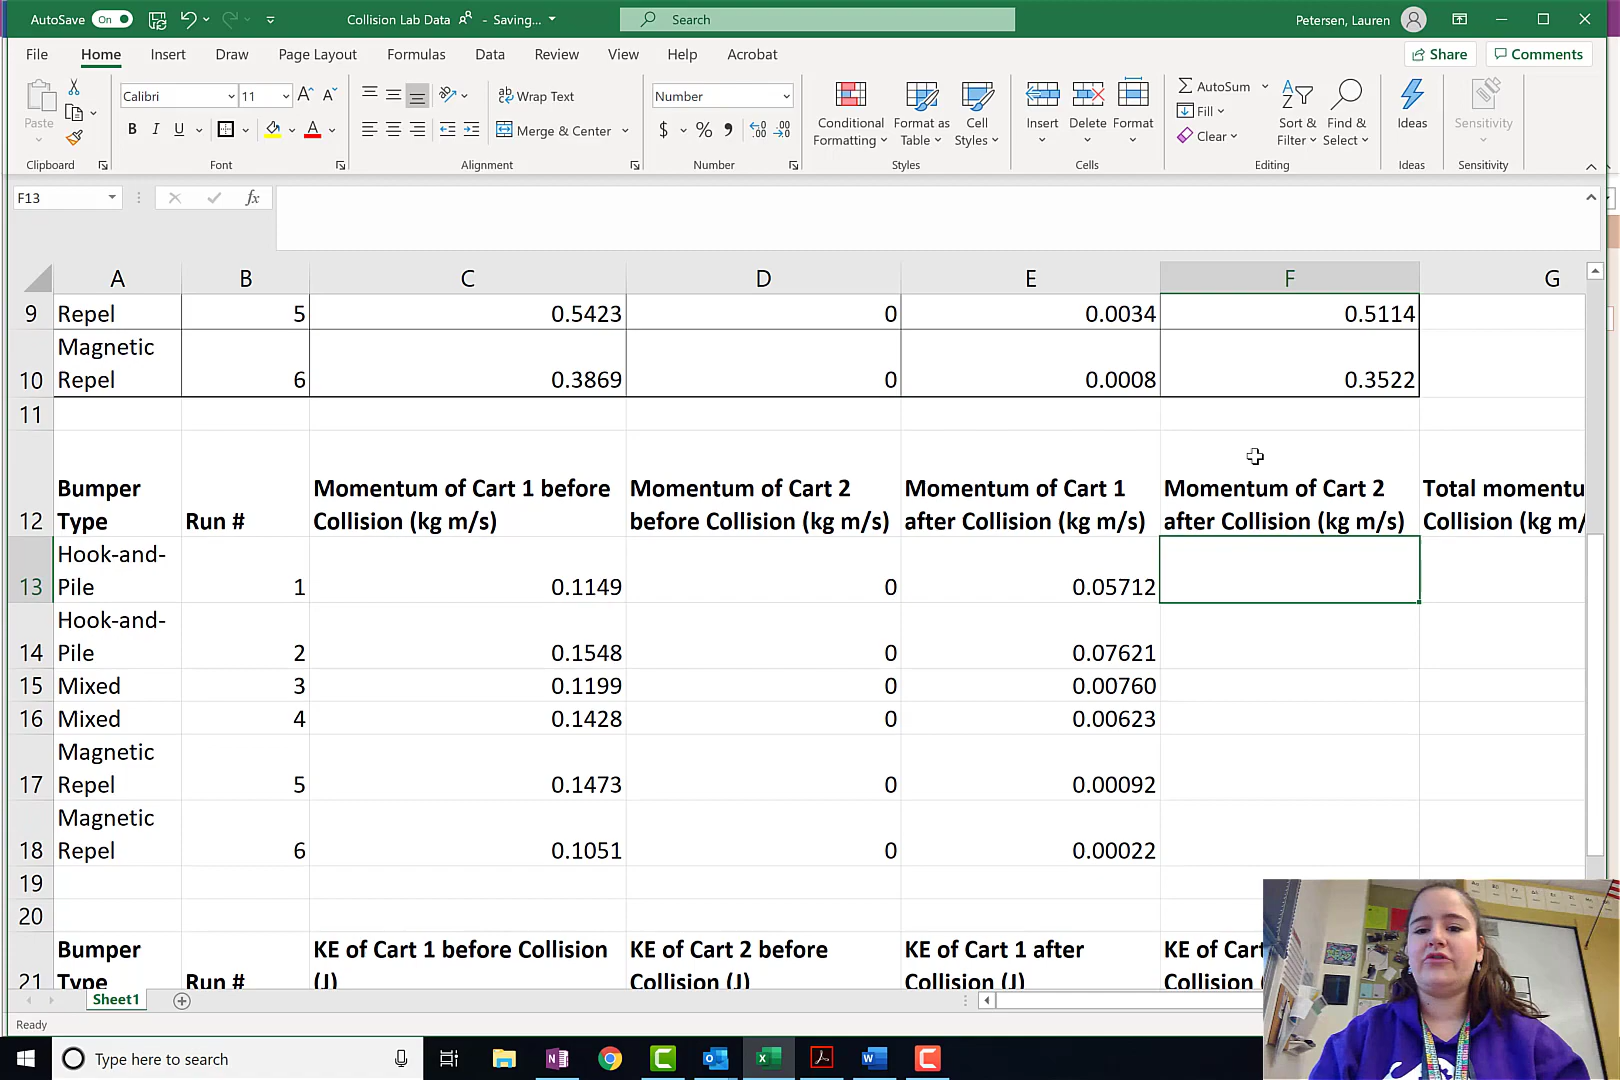 AutoSave On Collision Lab Data - Saving... Search Petersen, Lauren
File Home Insert Draw Page Layout Formulas Data Review View Help Acrobat Share Comments
Paste Calibri 11 Wrap Text Number Conditional Formatting Format as Table Cell Styles Insert Delete Format AutoSum Sort & Filter Find & Select Ideas Sensitivity
B I U Merge & Center $ % , Fill Clear
Clipboard Font Alignment Number Styles Cells Editing Ideas Sensitivity
F13 fx
A B C D E F G
9 Repel 5 0.5423 0 0.0034 0.5114
10 Magnetic Repel 6 0.3869 0 0.0008 0.3522
11
12 Bumper Type Run # Momentum of Cart 1 before Collision (kg m/s) Momentum of Cart 2 before Collision (kg m/s) Momentum of Cart 1 after Collision (kg m/s) Momentum of Cart 2 after Collision (kg m/s) Total momentu Collision (kg m/
13 Hook-and-Pile 1 0.1149 0 0.05712
14 Hook-and-Pile 2 0.1548 0 0.07621
15 Mixed 3 0.1199 0 0.00760
16 Mixed 4 0.1428 0 0.00623
17 Magnetic Repel 5 0.1473 0 0.00092
18 Magnetic Repel 6 0.1051 0 0.00022
19
20
21 Bumper Type Run # KE of Cart 1 before Collision (J) KE of Cart 2 before Collision (J) KE of Cart 1 after Collision (J) KE of Car Collision
Sheet1
Ready
Type here to search